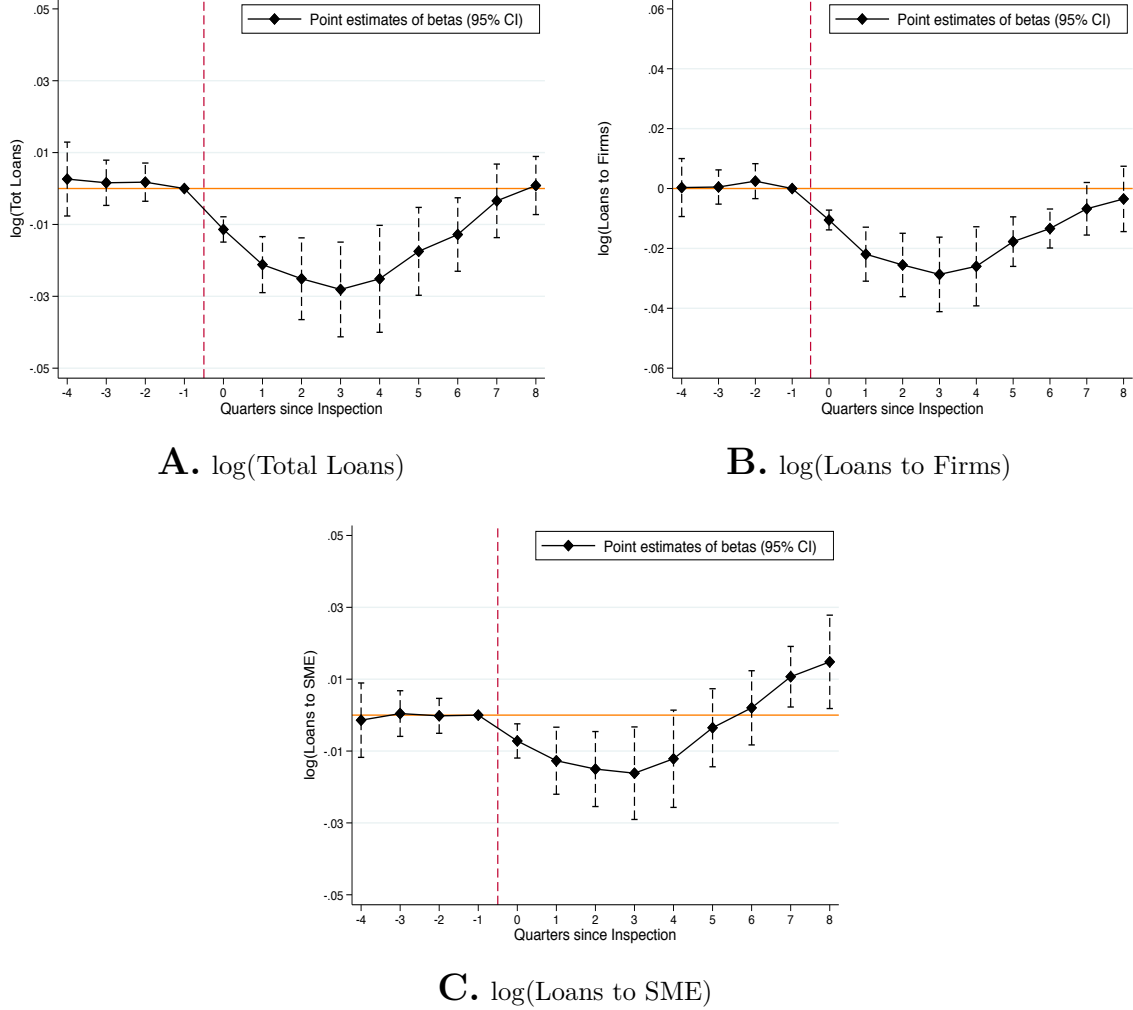 Point estimates of betas (95% CI)
log(Tot Loans)
.05
.03
.01
-.01
-.03
-.05
-4 -3 -2 -1 0 1 2 3 4 5 6 7 8
Quarters since Inspection
A. log(Total Loans)
Point estimates of betas (95% CI)
log(Loans to Firms)
.06
.04
.02
0
-.02
-.04
-.06
-4 -3 -2 -1 0 1 2 3 4 5 6 7 8
Quarters since Inspection
B. log(Loans to Firms)
Point estimates of betas (95% CI)
log(Loans to SME)
.05
.03
.01
-.01
-.03
-.05
-4 -3 -2 -1 0 1 2 3 4 5 6 7 8
Quarters since Inspection
C. log(Loans to SME)